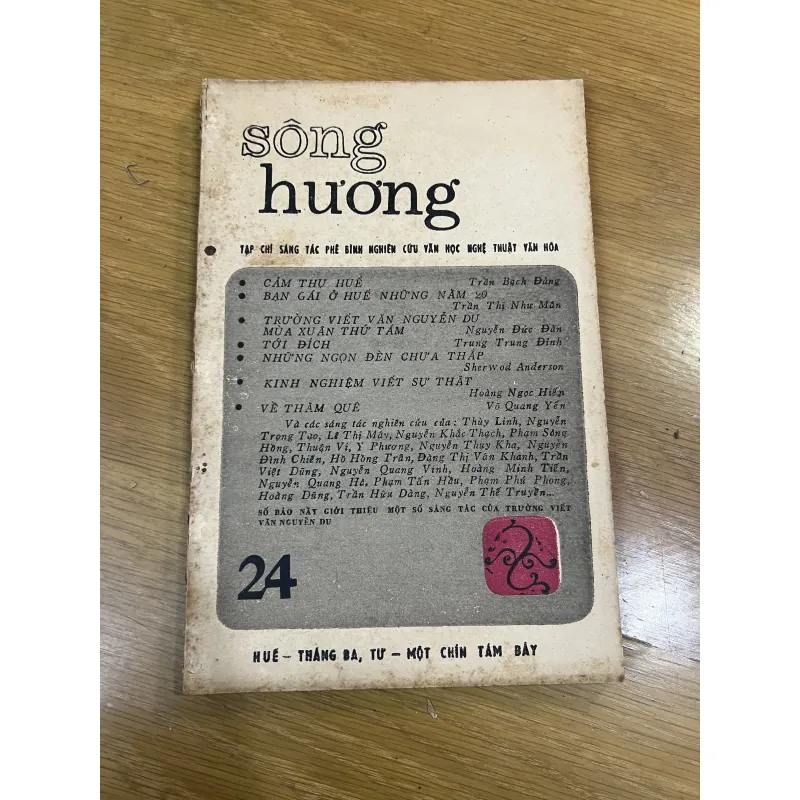 sông
hương
TẠP CHÍ SÁNG TÁC PHÊ BÌNH NGHIÊN CỨU VĂN HỌC NGHỆ THUẬT VĂN HÓA
• CẢM THỤ HUẾ Trần Bạch Đằng
• BẠN GÁI Ở HUẾ NHỮNG NĂM 20
Trần Thị Như Mân
• TRƯỜNG VIẾT VĂN NGUYỄN DU
MÙA XUÂN THỨ TÁM Nguyễn Đức Đàn
• TỚI ĐÍCH Trung Trung Đỉnh
• NHỮNG NGỌN ĐÈN CHƯA THẮP
Sherwod Anderson
• KINH NGHIỆM VIẾT SỰ THẬT
Hoàng Ngọc Hiến
• VỀ THĂM QUÊ Võ Quang Yến
Và các sáng tác nghiên cứu của: Thùy Linh, Nguyễn
Trọng Tạo, Lê Thị Mây, Nguyễn Khắc Thạch, Phạm Sông
Hồng, Thuận Vi, Y Phương, Nguyễn Thụy Kha, Nguyễn
Đình Chiến, Hồ Hồng Trân, Đặng Thị Vân Khanh, Trần
Việt Dũng, Nguyễn Quang Vinh, Hoàng Minh Tiến,
Nguyễn Quang Hà, Phạm Tấn Hầu, Phạm Phú Phong,
Hoàng Dũng, Trần Hữu Dàng, Nguyễn Thế Truyền...
SỐ BÁO NÀY GIỚI THIỆU MỘT SỐ SÁNG TÁC CỦA TRƯỜNG VIẾT
VĂN NGUYỄN DU
24
HUẾ – THÁNG BA, TƯ – MỘT CHÍN TÁM BẢY